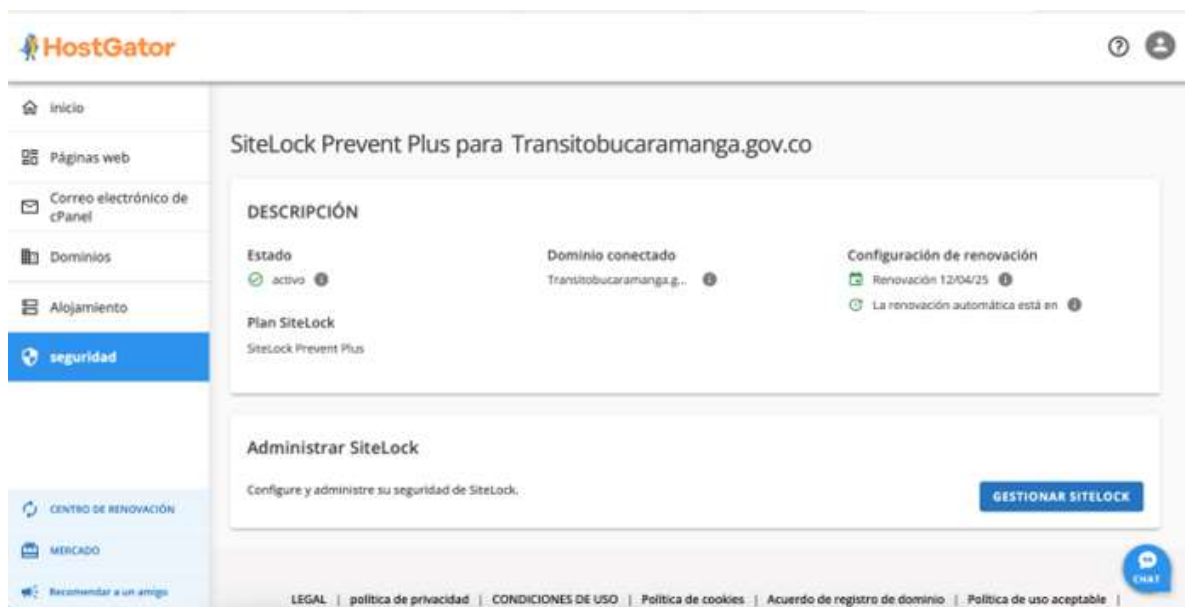 HostGator
inicio
Páginas web
Correo electrónico de
cPanel
Dominios
Alojamiento
seguridad
CENTRO DE RENOVACIÓN
MERCADO
Recomendar a un amigo
SiteLock Prevent Plus para Transitobucaramanga.gov.co
DESCRIPCIÓN
Estado
activo
Dominio conectado
Transitobucaramanga.g...
Configuración de renovación
Renovación 12/04/25
La renovación automática está en
Plan SiteLock
SiteLock Prevent Plus
Administrar SiteLock
Configure y administre su seguridad de SiteLock.
GESTIONAR SITELOCK
CHAT
LEGAL | política de privacidad | CONDICIONES DE USO | Política de cookies | Acuerdo de registro de dominio | Política de uso aceptable |